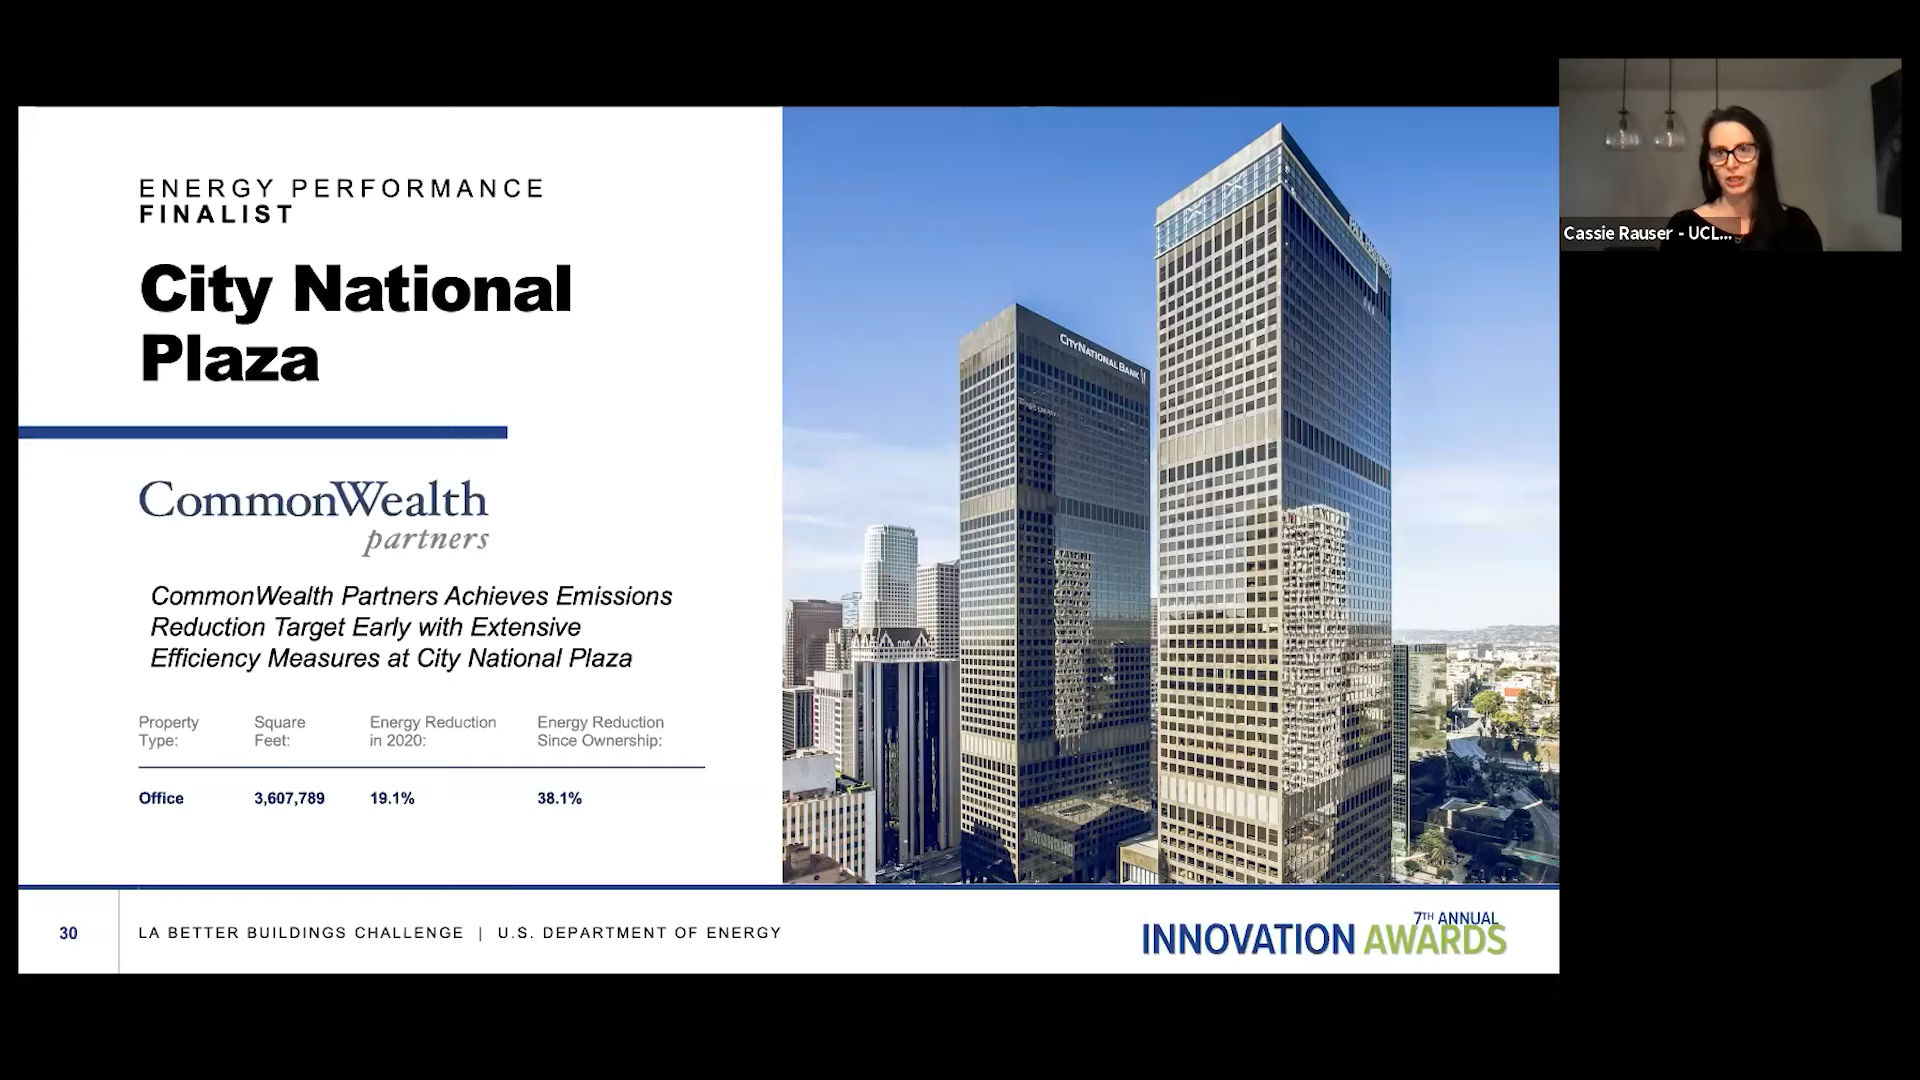 ENERGY PERFORMANCE
FINALIST
City National
Plaza
CommonWealth
partners
CommonWealth Partners Achieves Emissions
Reduction Target Early with Extensive
Efficiency Measures at City National Plaza
Property
Type:
Square
Feet:
Energy Reduction
in 2020:
Energy Reduction
Since Ownership:
Office
3,607,789
19.1%
38.1%
CITY NATIONAL BANK
30
LA BETTER BUILDINGS CHALLENGE | U.S. DEPARTMENT OF ENERGY
7TH ANNUAL
INNOVATION AWARDS
Cassie Rauser - UCL...